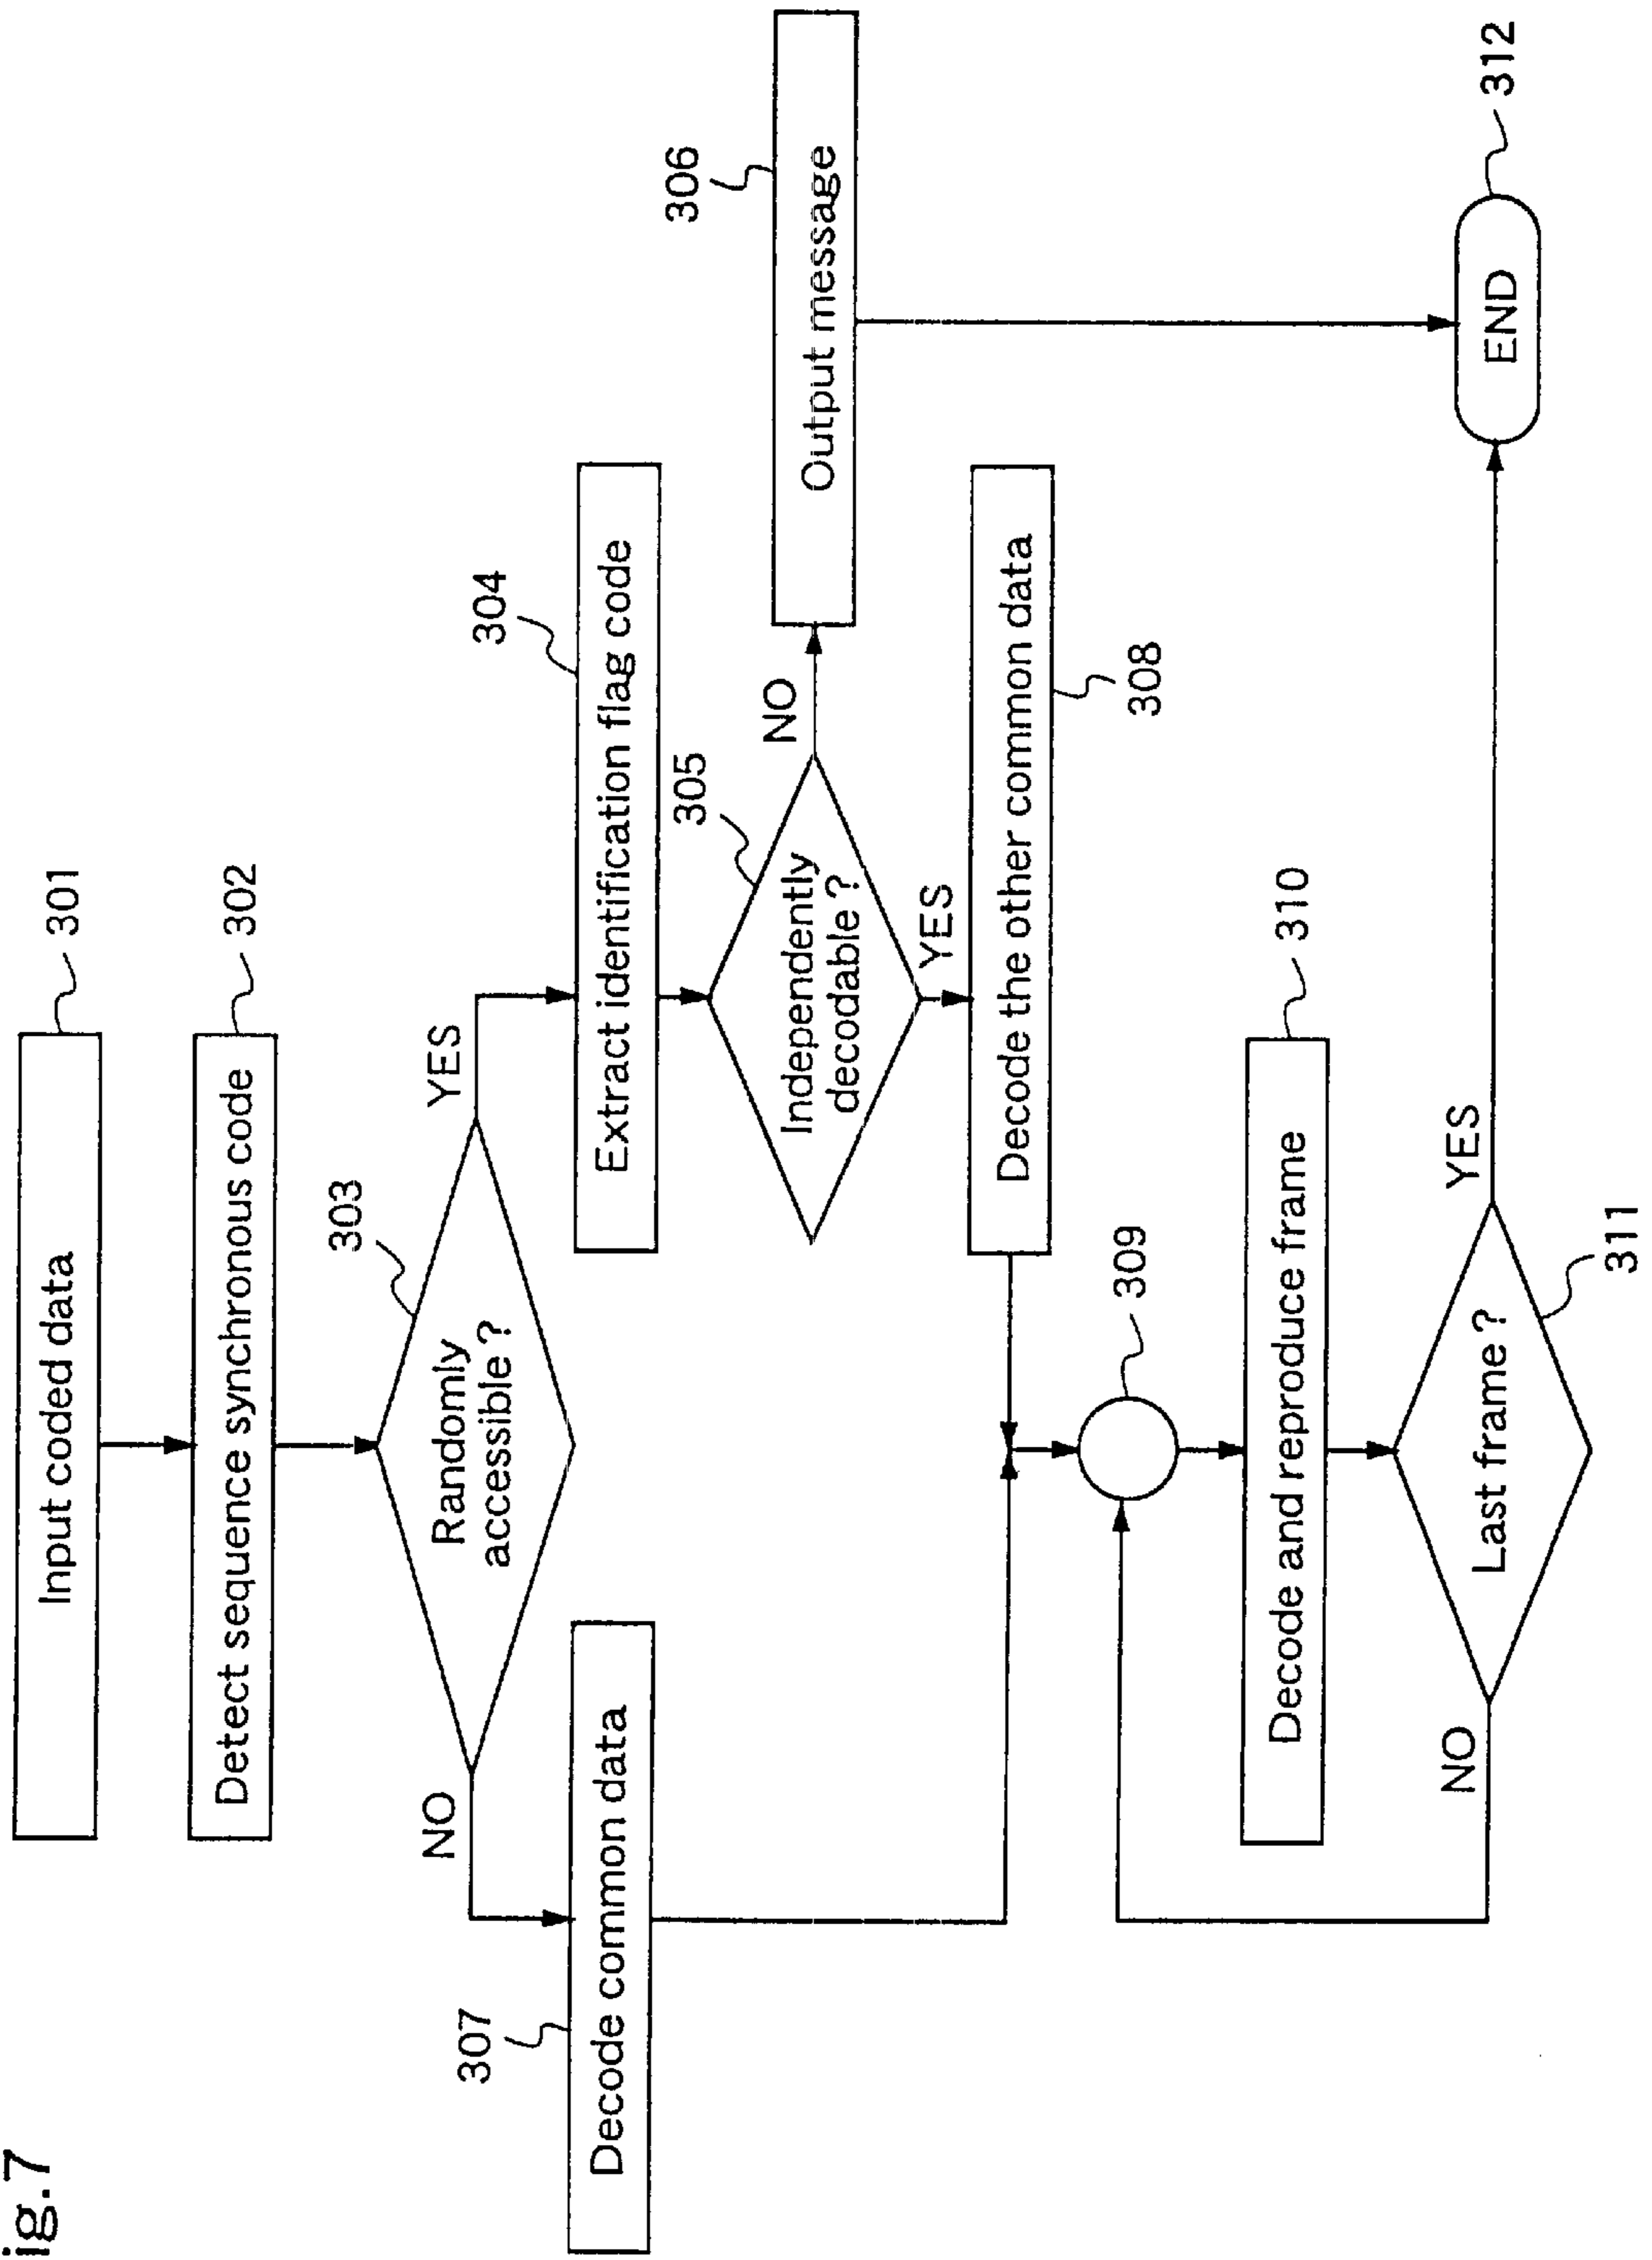 ig.7
Input coded data
301
Detect sequence synchronous code
302
303
Randomly
accessible ?
NO
YES
304
Extract identification flag code
307
Decode common data
305
Independently
decodable ?
NO
YES
306
Output message
Decode the other common data
308
309
310
Decode and reproduce frame
Last frame ?
NO
YES
311
END
312